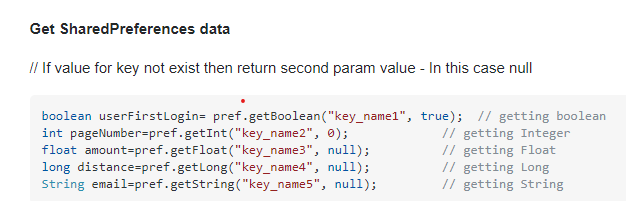 Get SharedPreferences data
// If value for key not exist then return second param value - In this case null
boolean userFirstLogin= pref.getBoolean("key_name1", true);  // getting boolean
int pageNumber=pref.getInt("key_name2", 0);             // getting Integer
float amount=pref.getFloat("key_name3", null);          // getting Float
long distance=pref.getLong("key_name4", null);          // getting Long
String email=pref.getString("key_name5", null);         // getting String